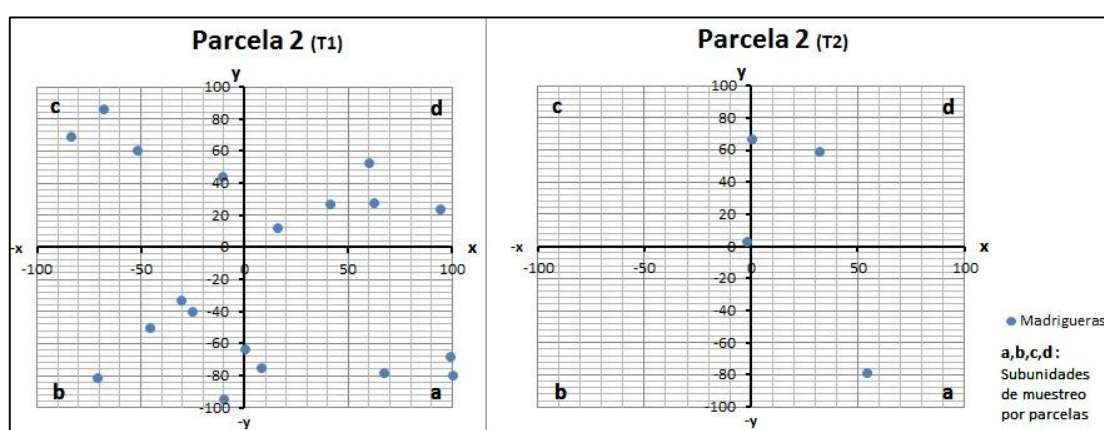 Parcela 2 (T1)
y
c
d
100
80
60
40
20
0
-x
x
-100
-50
0
50
100
-20
-40
-60
-80
-100
b
a
-y
Parcela 2 (T2)
y
c
d
100
80
60
40
20
0
-x
x
-100
-50
0
50
100
-20
-40
-60
-80
-100
b
a
-y
Madrigueras
a,b,c,d :
Subunidades
de muestreo
por parcelas